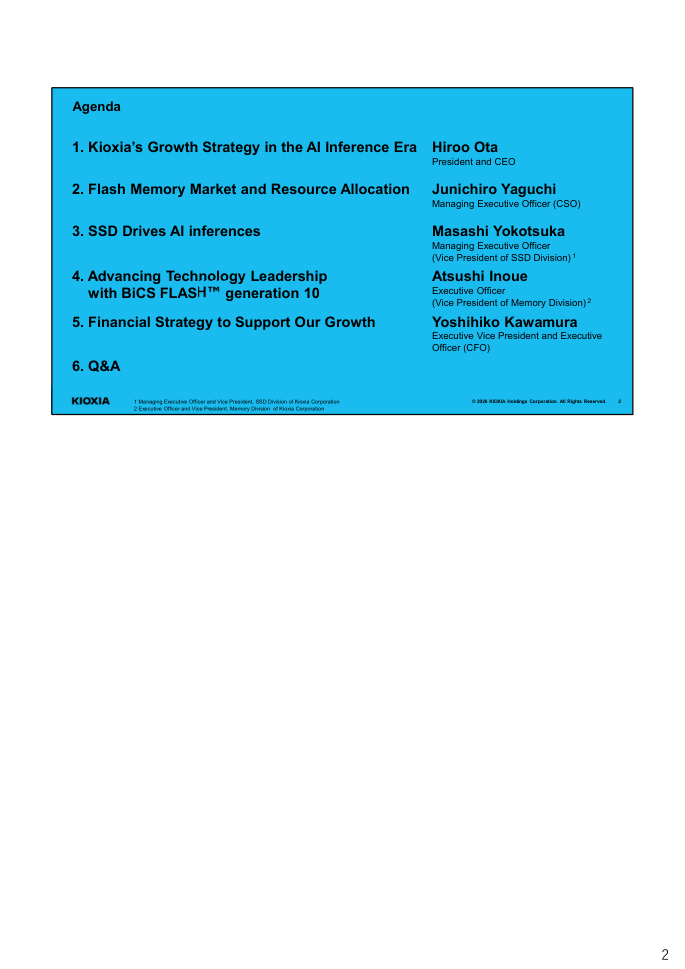 Agenda
1. Kioxia’s Growth Strategy in the AI Inference Era
Hiroo Ota
President and CEO
2. Flash Memory Market and Resource Allocation
Junichiro Yaguchi
Managing Executive Officer (CSO)
3. SSD Drives AI inferences
Masashi Yokotsuka
Managing Executive Officer
(Vice President of SSD Division) 1
4. Advancing Technology Leadership
with BiCS FLASH™ generation 10
Atsushi Inoue
Executive Officer
(Vice President of Memory Division) 2
5. Financial Strategy to Support Our Growth
Yoshihiko Kawamura
Executive Vice President and Executive
Officer (CFO)
6. Q&A
KIOXIA
1 Managing Executive Officer and Vice President, SSD Division of Kioxia Corporation
2 Executive Officer and Vice President, Memory Division of Kioxia Corporation
© 2026 KIOXIA Holdings Corporation. All Rights Reserved. 2
2